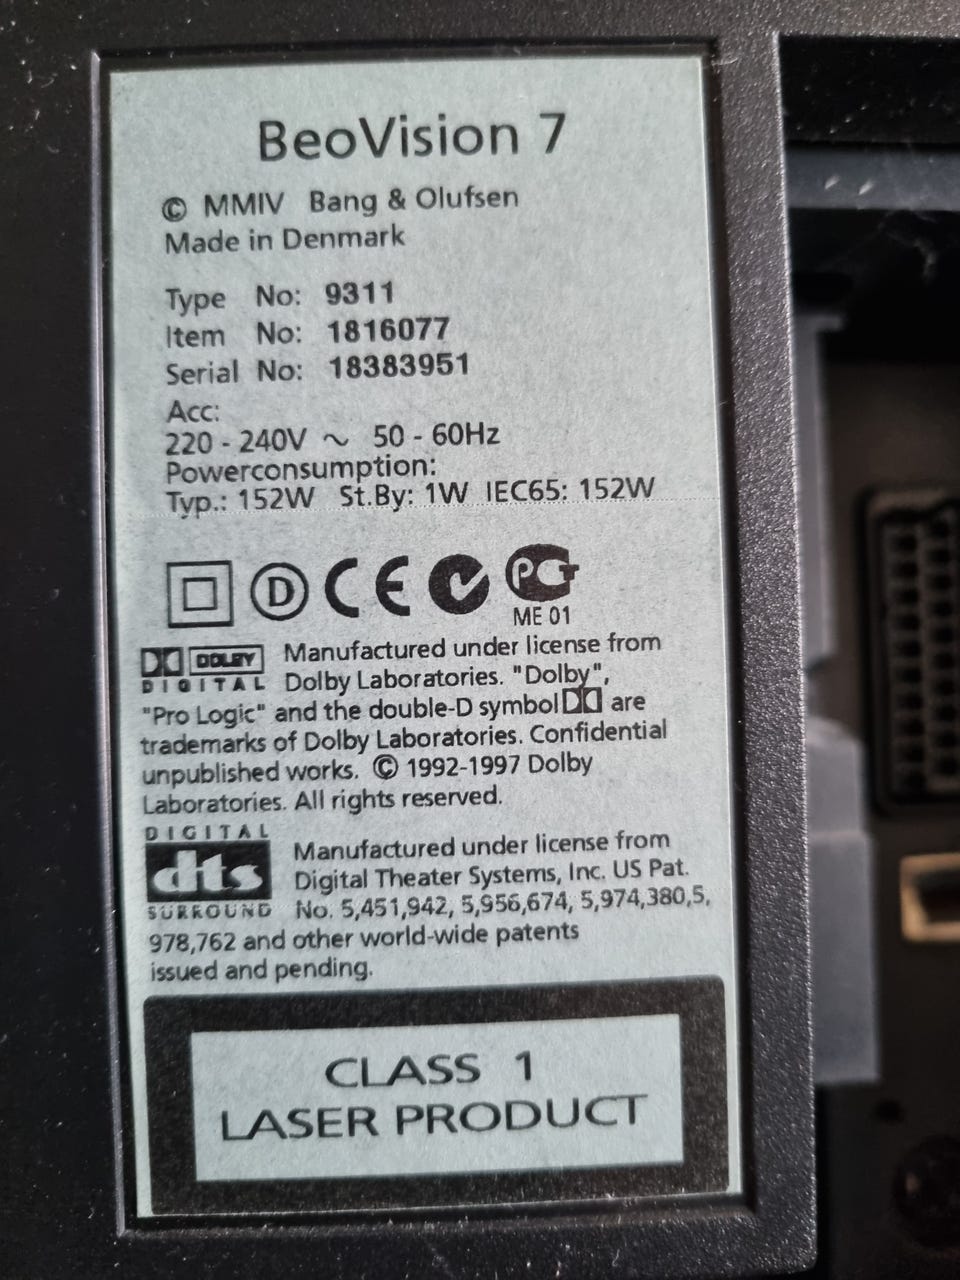 BeoVision 7
© MMIV Bang & Olufsen
Made in Denmark
Type No: 9311
Item No: 1816077
Serial No: 18383951
Acc:
220 - 240V ~ 50 - 60Hz
Powerconsumption:
Typ.: 152W St.By: 1W IEC65: 152W
D CE PG
ME 01
DOLBY DIGITAL
Manufactured under license from
Dolby Laboratories. "Dolby",
"Pro Logic" and the double-D symbol are
trademarks of Dolby Laboratories. Confidential
unpublished works. © 1992-1997 Dolby
Laboratories. All rights reserved.
DIGITAL
dts
SURROUND
Manufactured under license from
Digital Theater Systems, Inc. US Pat.
No. 5,451,942, 5,956,674, 5,974,380,5,
978,762 and other world-wide patents
issued and pending.
CLASS 1
LASER PRODUCT